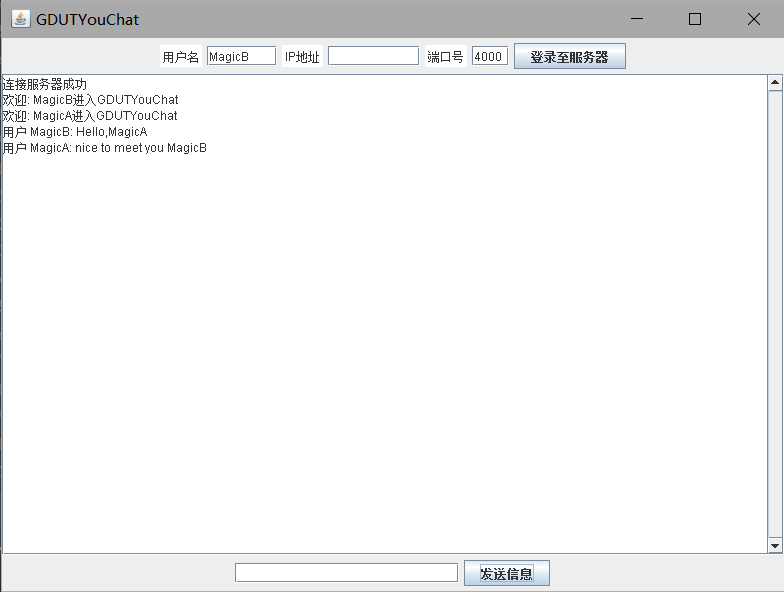 GDUTYouChat
用户名 MagicB IP地址 端口号 4000 登录至服务器
连接服务器成功
欢迎: MagicB进入GDUTYouChat
欢迎: MagicA进入GDUTYouChat
用户 MagicB: Hello,MagicA
用户 MagicA: nice to meet you MagicB
发送信息